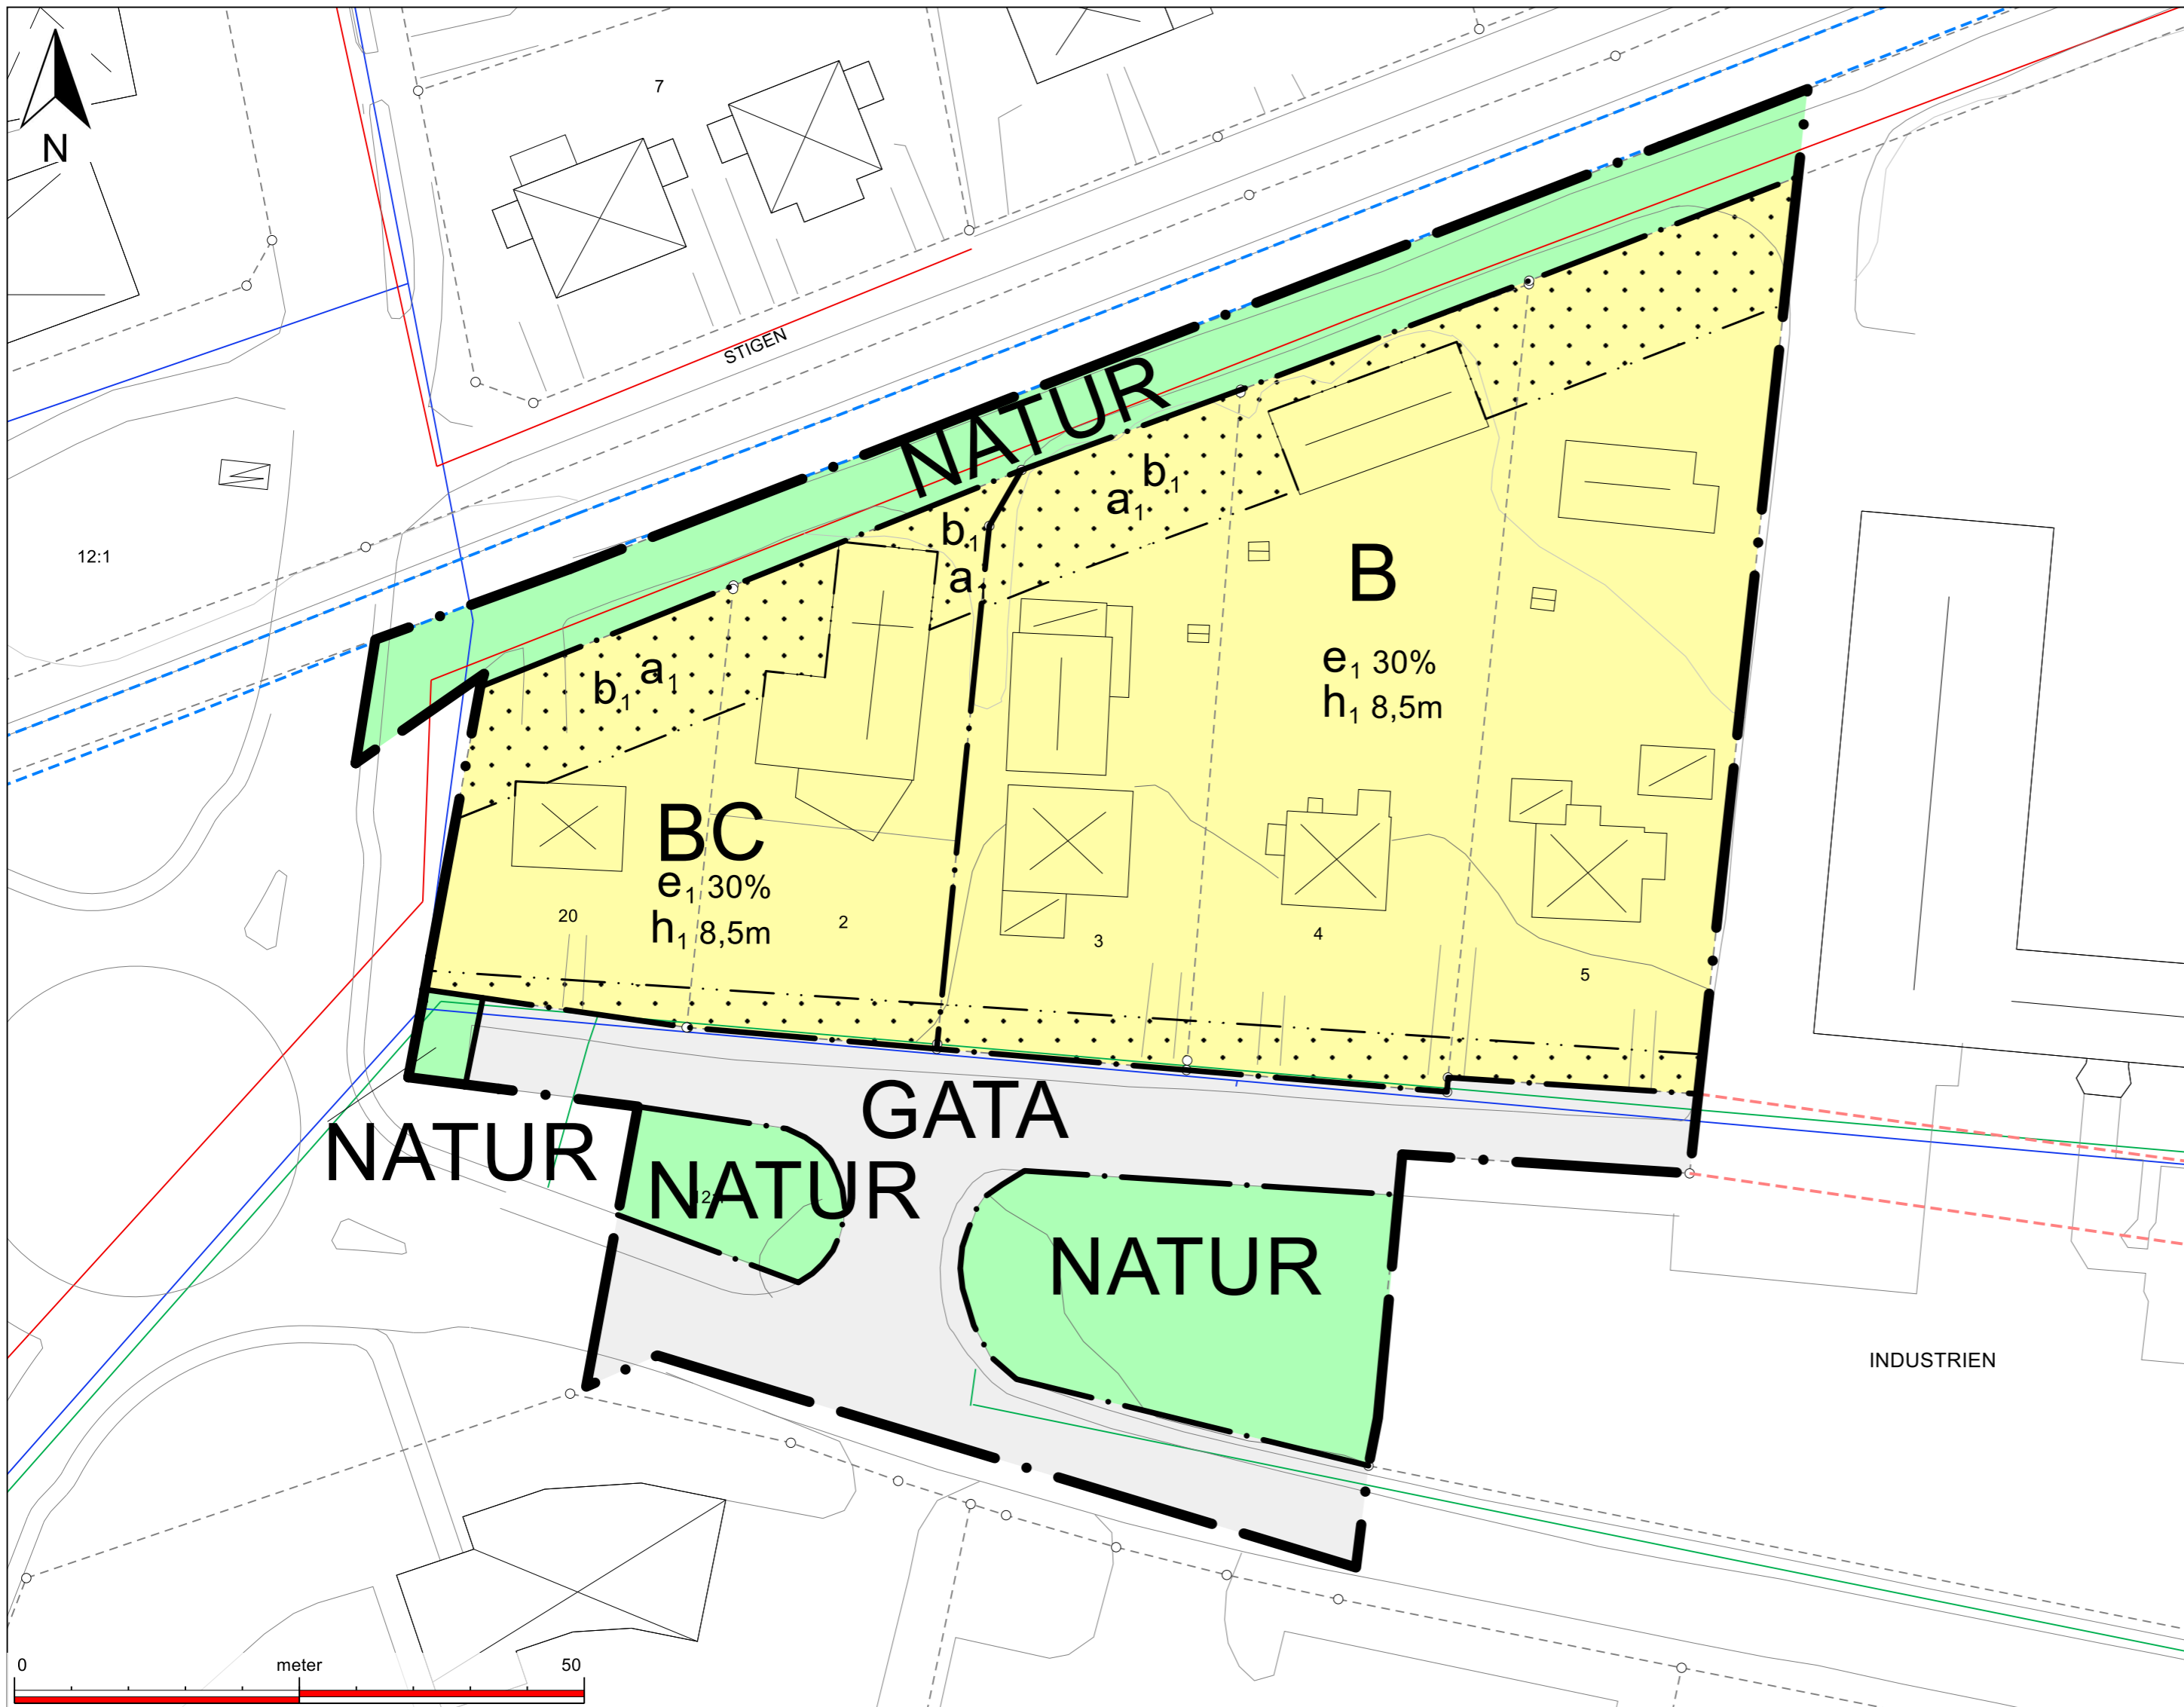 7
N
STIGEN
NATUR
12:1
b₁
a₁
b₁
a₁
B
e₁ 30%
h₁ 8,5m
b₁ a₁
BC
e₁ 30%
h₁ 8,5m
20
2
3
4
5
GATA
NATUR
NATUR
NATUR
INDUSTRIEN
0 meter 50